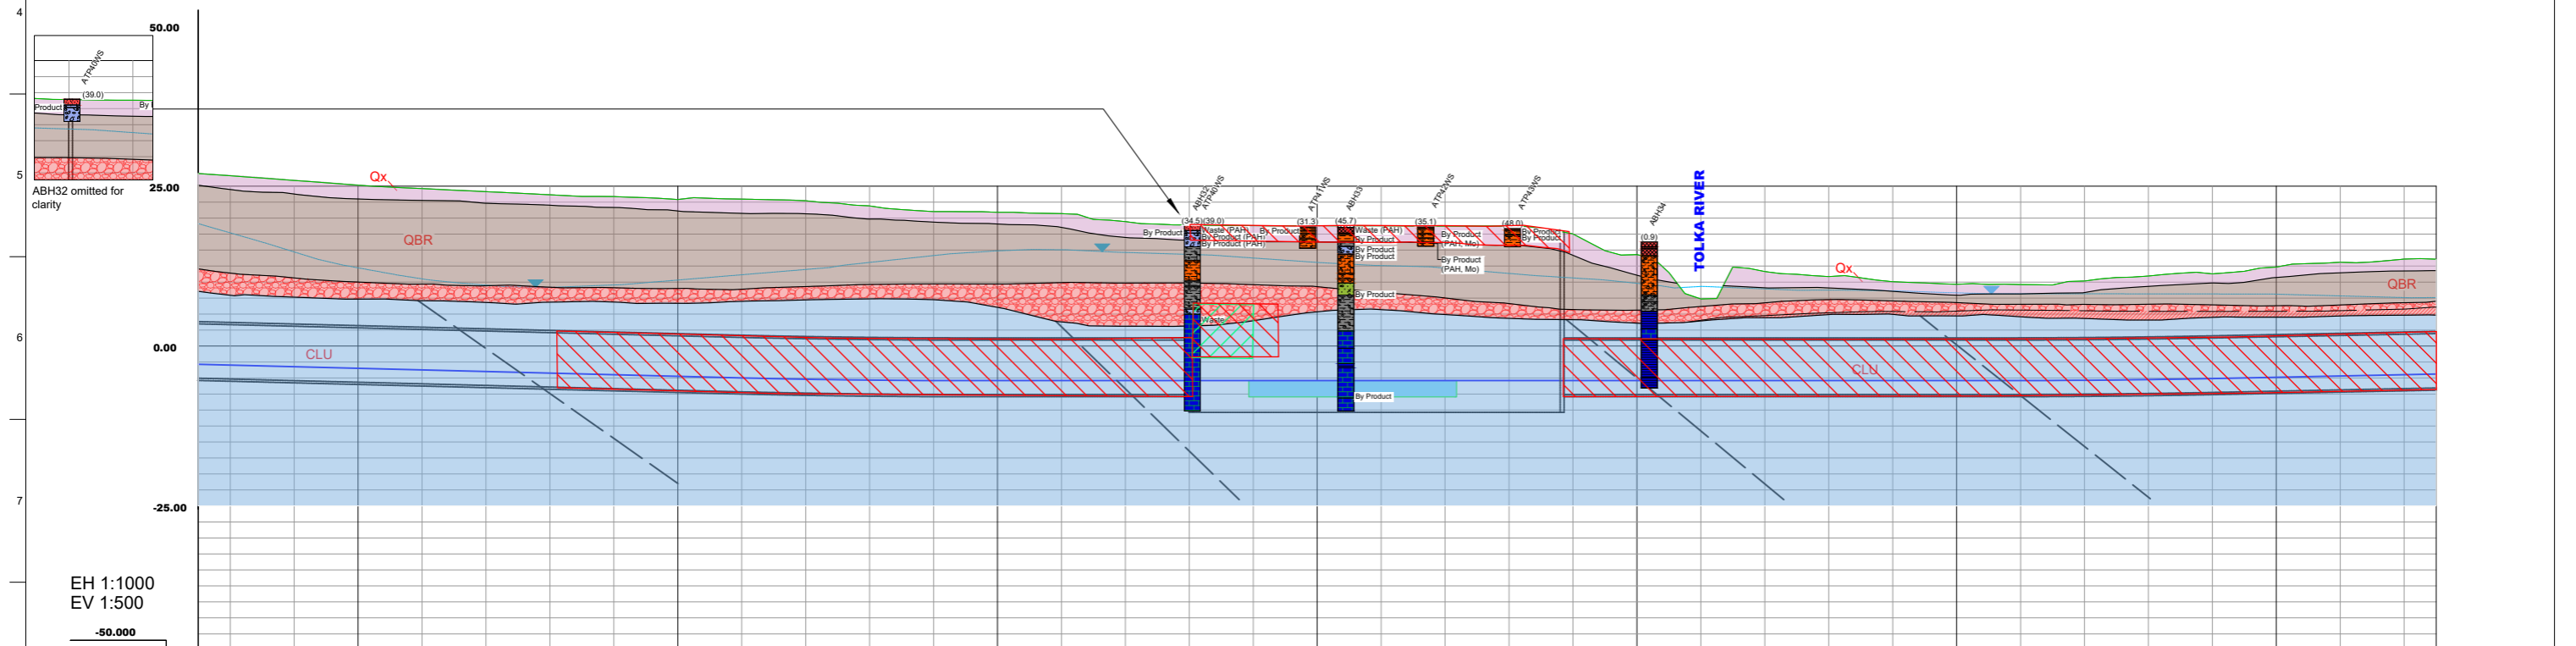 4
5
6
7
50.00
25.00
0.00
-25.00
-50.000
EH 1:1000
EV 1:500
ATP40WS
(39.0)
Product
By
ABH32 omitted for
clarity
Qx
QBR
CLU
ABH32
ATP40WS
(34.5)(39.0)
By Product
Waste (PAH)
By Product (PAH)
By Product (PAH)
Waste
ATP41WS
(31.3)
By Product
ABH33
(45.7)
Waste (PAH)
By Product
By Product
By Product
By Product
By Product
ATP42WS
(35.1)
By Product
(PAH, Mo)
By Product
(PAH, Mo)
ATP43WS
(48.0)
By Product
By Product
ABH34
(0.9)
TOLKA RIVER
Qx
QBR
CLU